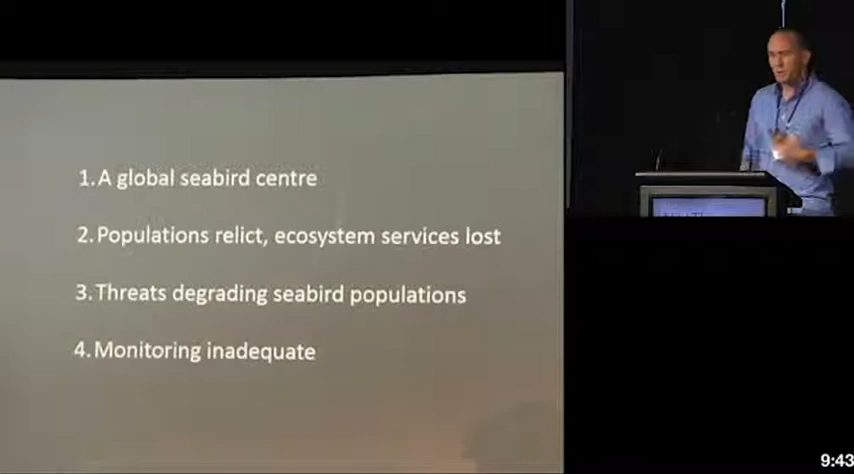 1. A global seabird centre
2. Populations relict, ecosystem services lost
3. Threats degrading seabird populations
4. Monitoring inadequate
9:43